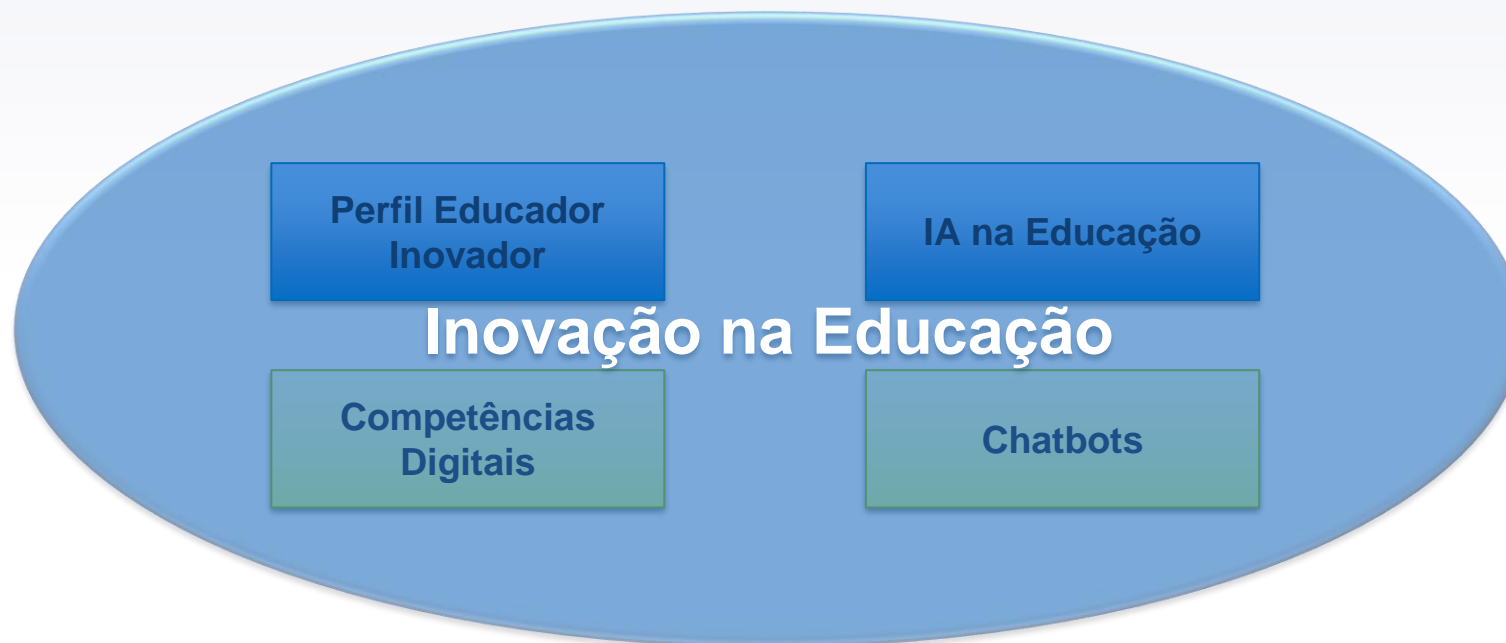 Perfil Educador
Inovador
IA na Educação
Inovação na Educação
Competências
Digitais
Chatbots